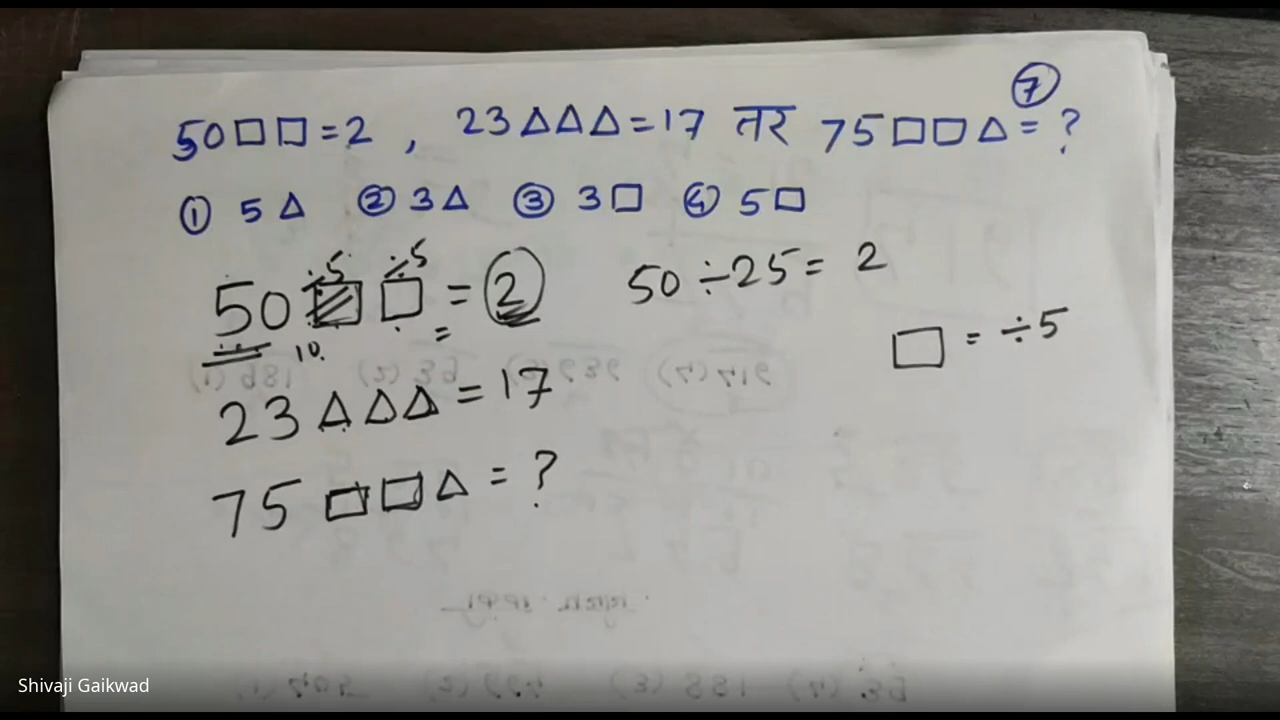 ⑦
50□□=2 , 23△△△=17 तर 75□□△=?
① 5△ ② 3△ ③ 3□ ④ 5□
÷5 ÷5
50□□=② 50÷25=2
10. =
□=÷5
23△△△=17
75□□△=?
Shivaji Gaikwad